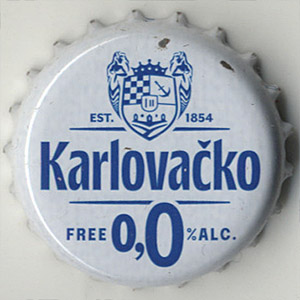 EST. 1854
Karlovačko
FREE 0,0 % ALC.